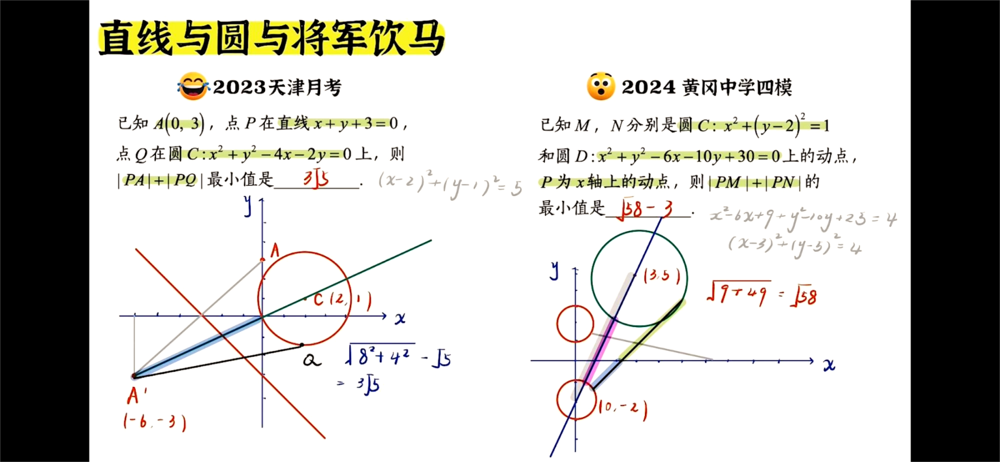 直线与圆与将军饮马
2023天津月考
已知 A(0, 3)，点 P 在直线 x+y+3=0，
点 Q 在圆 C:x²+y²-4x-2y=0 上，则
|PA|+|PQ|最小值是 3√5 .
(x-2)²+(y-1)²=5
y
A
C(2,1)
x
Q
√8²+4² -√5
= 3√5
A'
(-6,-3)
2024 黄冈中学四模
已知 M，N 分别是圆 C: x²+(y-2)²=1
和圆 D:x²+y²-6x-10y+30=0上的动点，
P 为 x轴上的动点，则|PM|+|PN|的
最小值是 √58-3 .
x²-6x+9+y²-10y+25=4
(x-3)²+(y-5)²=4
y
(3,5)
√9+49 = √58
x
(0,-2)